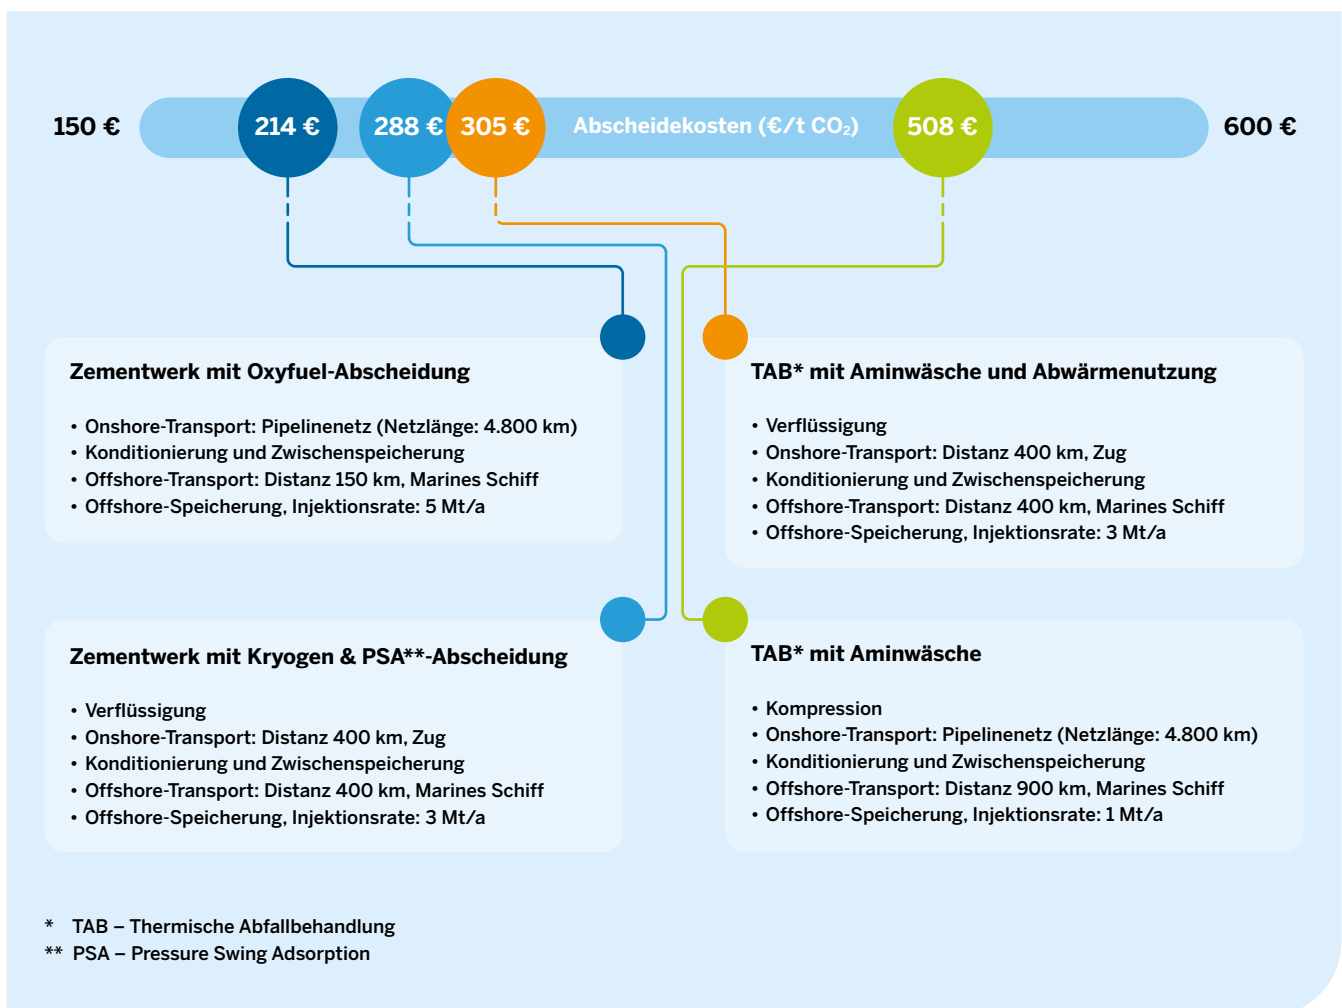 150 €
214 €
288 €
305 €
Abscheidekosten (€/t CO₂)
508 €
600 €
Zementwerk mit Oxyfuel-Abscheidung
• Onshore-Transport: Pipelinenetz (Netzlänge: 4.800 km)
• Konditionierung und Zwischenspeicherung
• Offshore-Transport: Distanz 150 km, Marines Schiff
• Offshore-Speicherung, Injektionsrate: 5 Mt/a
TAB* mit Aminwäsche und Abwärmenutzung
• Verflüssigung
• Onshore-Transport: Distanz 400 km, Zug
• Konditionierung und Zwischenspeicherung
• Offshore-Transport: Distanz 400 km, Marines Schiff
• Offshore-Speicherung, Injektionsrate: 3 Mt/a
Zementwerk mit Kryogen & PSA**-Abscheidung
• Verflüssigung
• Onshore-Transport: Distanz 400 km, Zug
• Konditionierung und Zwischenspeicherung
• Offshore-Transport: Distanz 400 km, Marines Schiff
• Offshore-Speicherung, Injektionsrate: 3 Mt/a
TAB* mit Aminwäsche
• Kompression
• Onshore-Transport: Pipelinenetz (Netzlänge: 4.800 km)
• Konditionierung und Zwischenspeicherung
• Offshore-Transport: Distanz 900 km, Marines Schiff
• Offshore-Speicherung, Injektionsrate: 1 Mt/a
* TAB – Thermische Abfallbehandlung
** PSA – Pressure Swing Adsorption